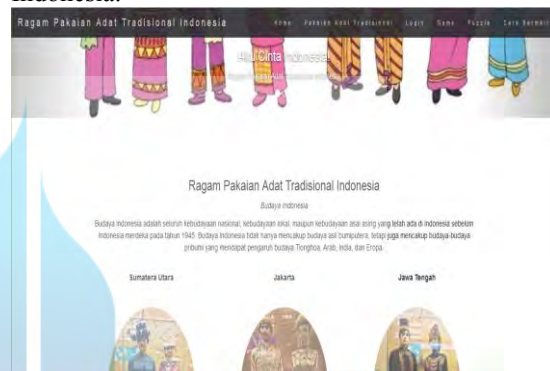 Indonesia.
Ragam Pakaian Adat Tradisional Indonesia
Home Pakaian Adat Tradisional Login Game Puzzle Cara Bermain
Aku Cinta Indonesia!
Ragam Pakaian Adat Tradisional Indonesia
Budaya Indonesia
Budaya Indonesia adalah seluruh kebudayaan nasional, kebudayaan lokal, maupun kebudayaan asal asing yang telah ada di Indonesia sebelum
Indonesia merdeka pada tahun 1945. Budaya Indonesia tidak hanya mencakup budaya asli bumiputera, tetapi juga mencakup budaya-budaya
pribumi yang mendapat pengaruh budaya Tionghoa, Arab, India, dan Eropa.
Sumatera Utara Jakarta Jawa Tengah